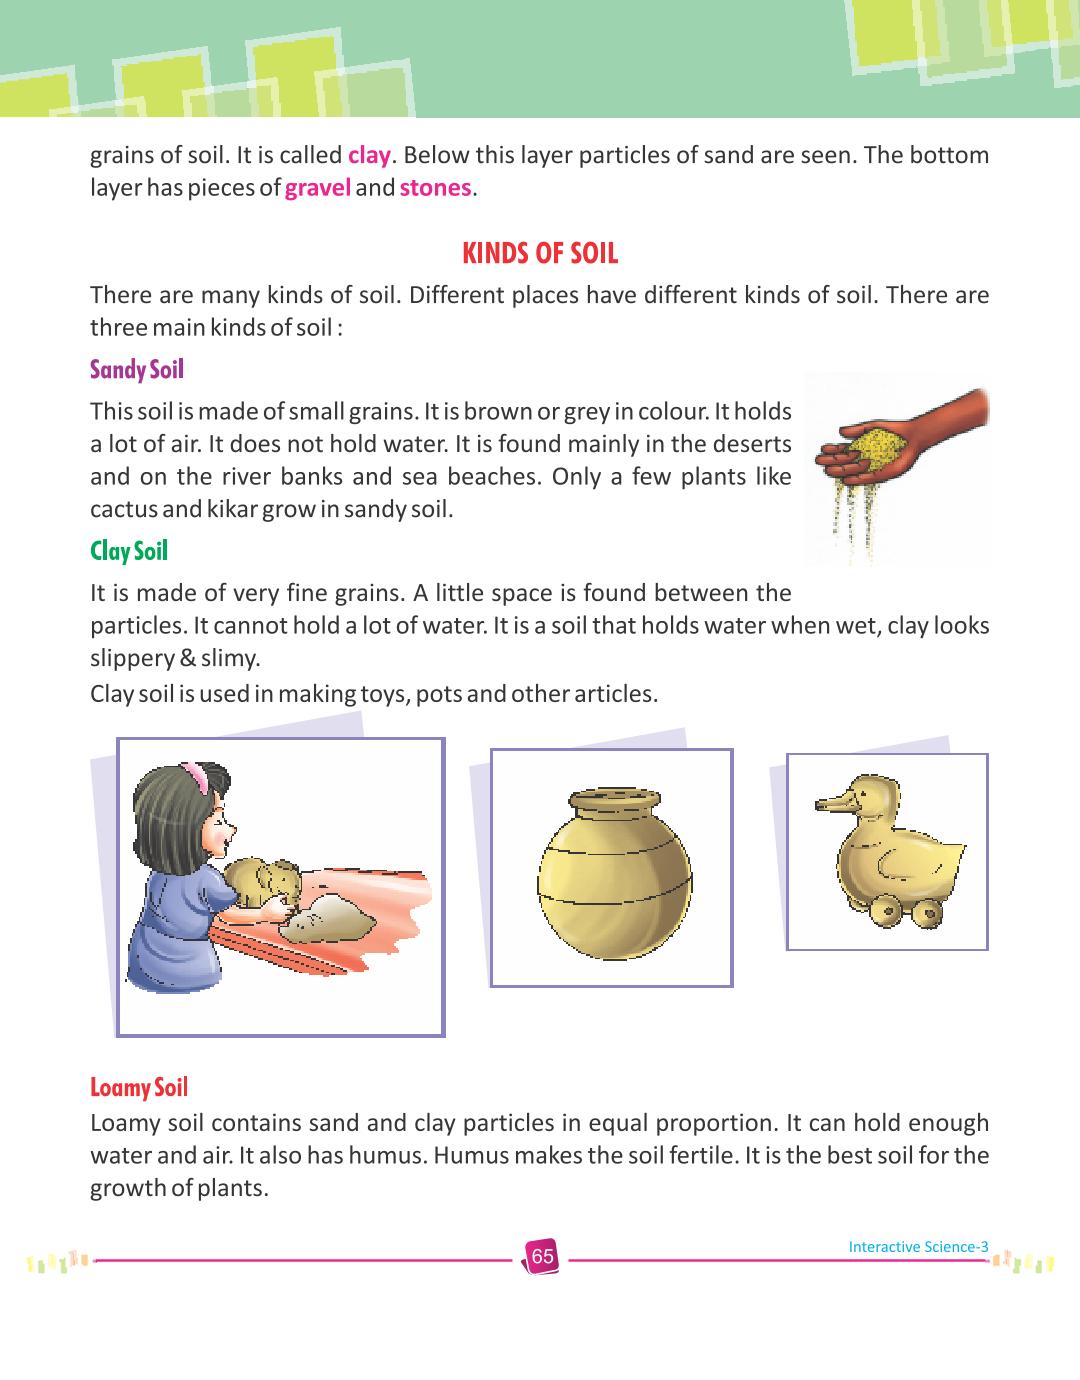 grains of soil. It is called clay. Below this layer particles of sand are seen. The bottom
layer has pieces of gravel and stones.
KINDS OF SOIL
There are many kinds of soil. Different places have different kinds of soil. There are
three main kinds of soil :
Sandy Soil
This soil is made of small grains. It is brown or grey in colour. It holds
a lot of air. It does not hold water. It is found mainly in the deserts
and on the river banks and sea beaches. Only a few plants like
cactus and kikar grow in sandy soil.
Clay Soil
It is made of very fine grains. A little space is found between the
particles. It cannot hold a lot of water. It is a soil that holds water when wet, clay looks
slippery & slimy.
Clay soil is used in making toys, pots and other articles.
Loamy Soil
Loamy soil contains sand and clay particles in equal proportion. It can hold enough
water and air. It also has humus. Humus makes the soil fertile. It is the best soil for the
growth of plants.
65
Interactive Science-3